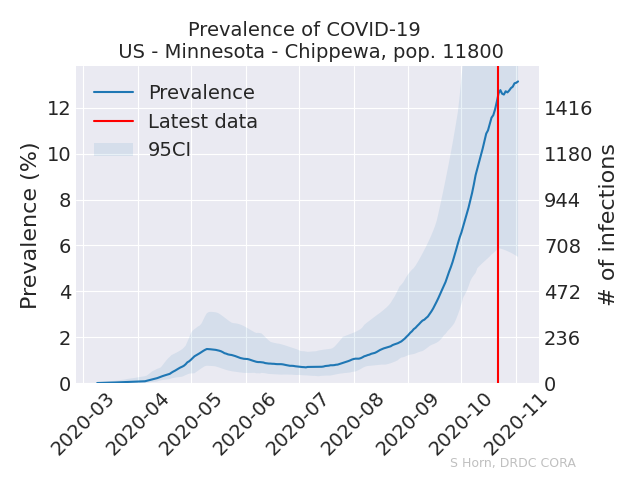 Prevalence of COVID-19
US - Minnesota - Chippewa, pop. 11800
Prevalence
Latest data
95CI
Prevalence (%)
12
10
8
6
4
2
0
1416
1180
944
708
472
236
0
# of infections
2020-03
2020-04
2020-05
2020-06
2020-07
2020-08
2020-09
2020-10
2020-11
S Horn, DRDC CORA